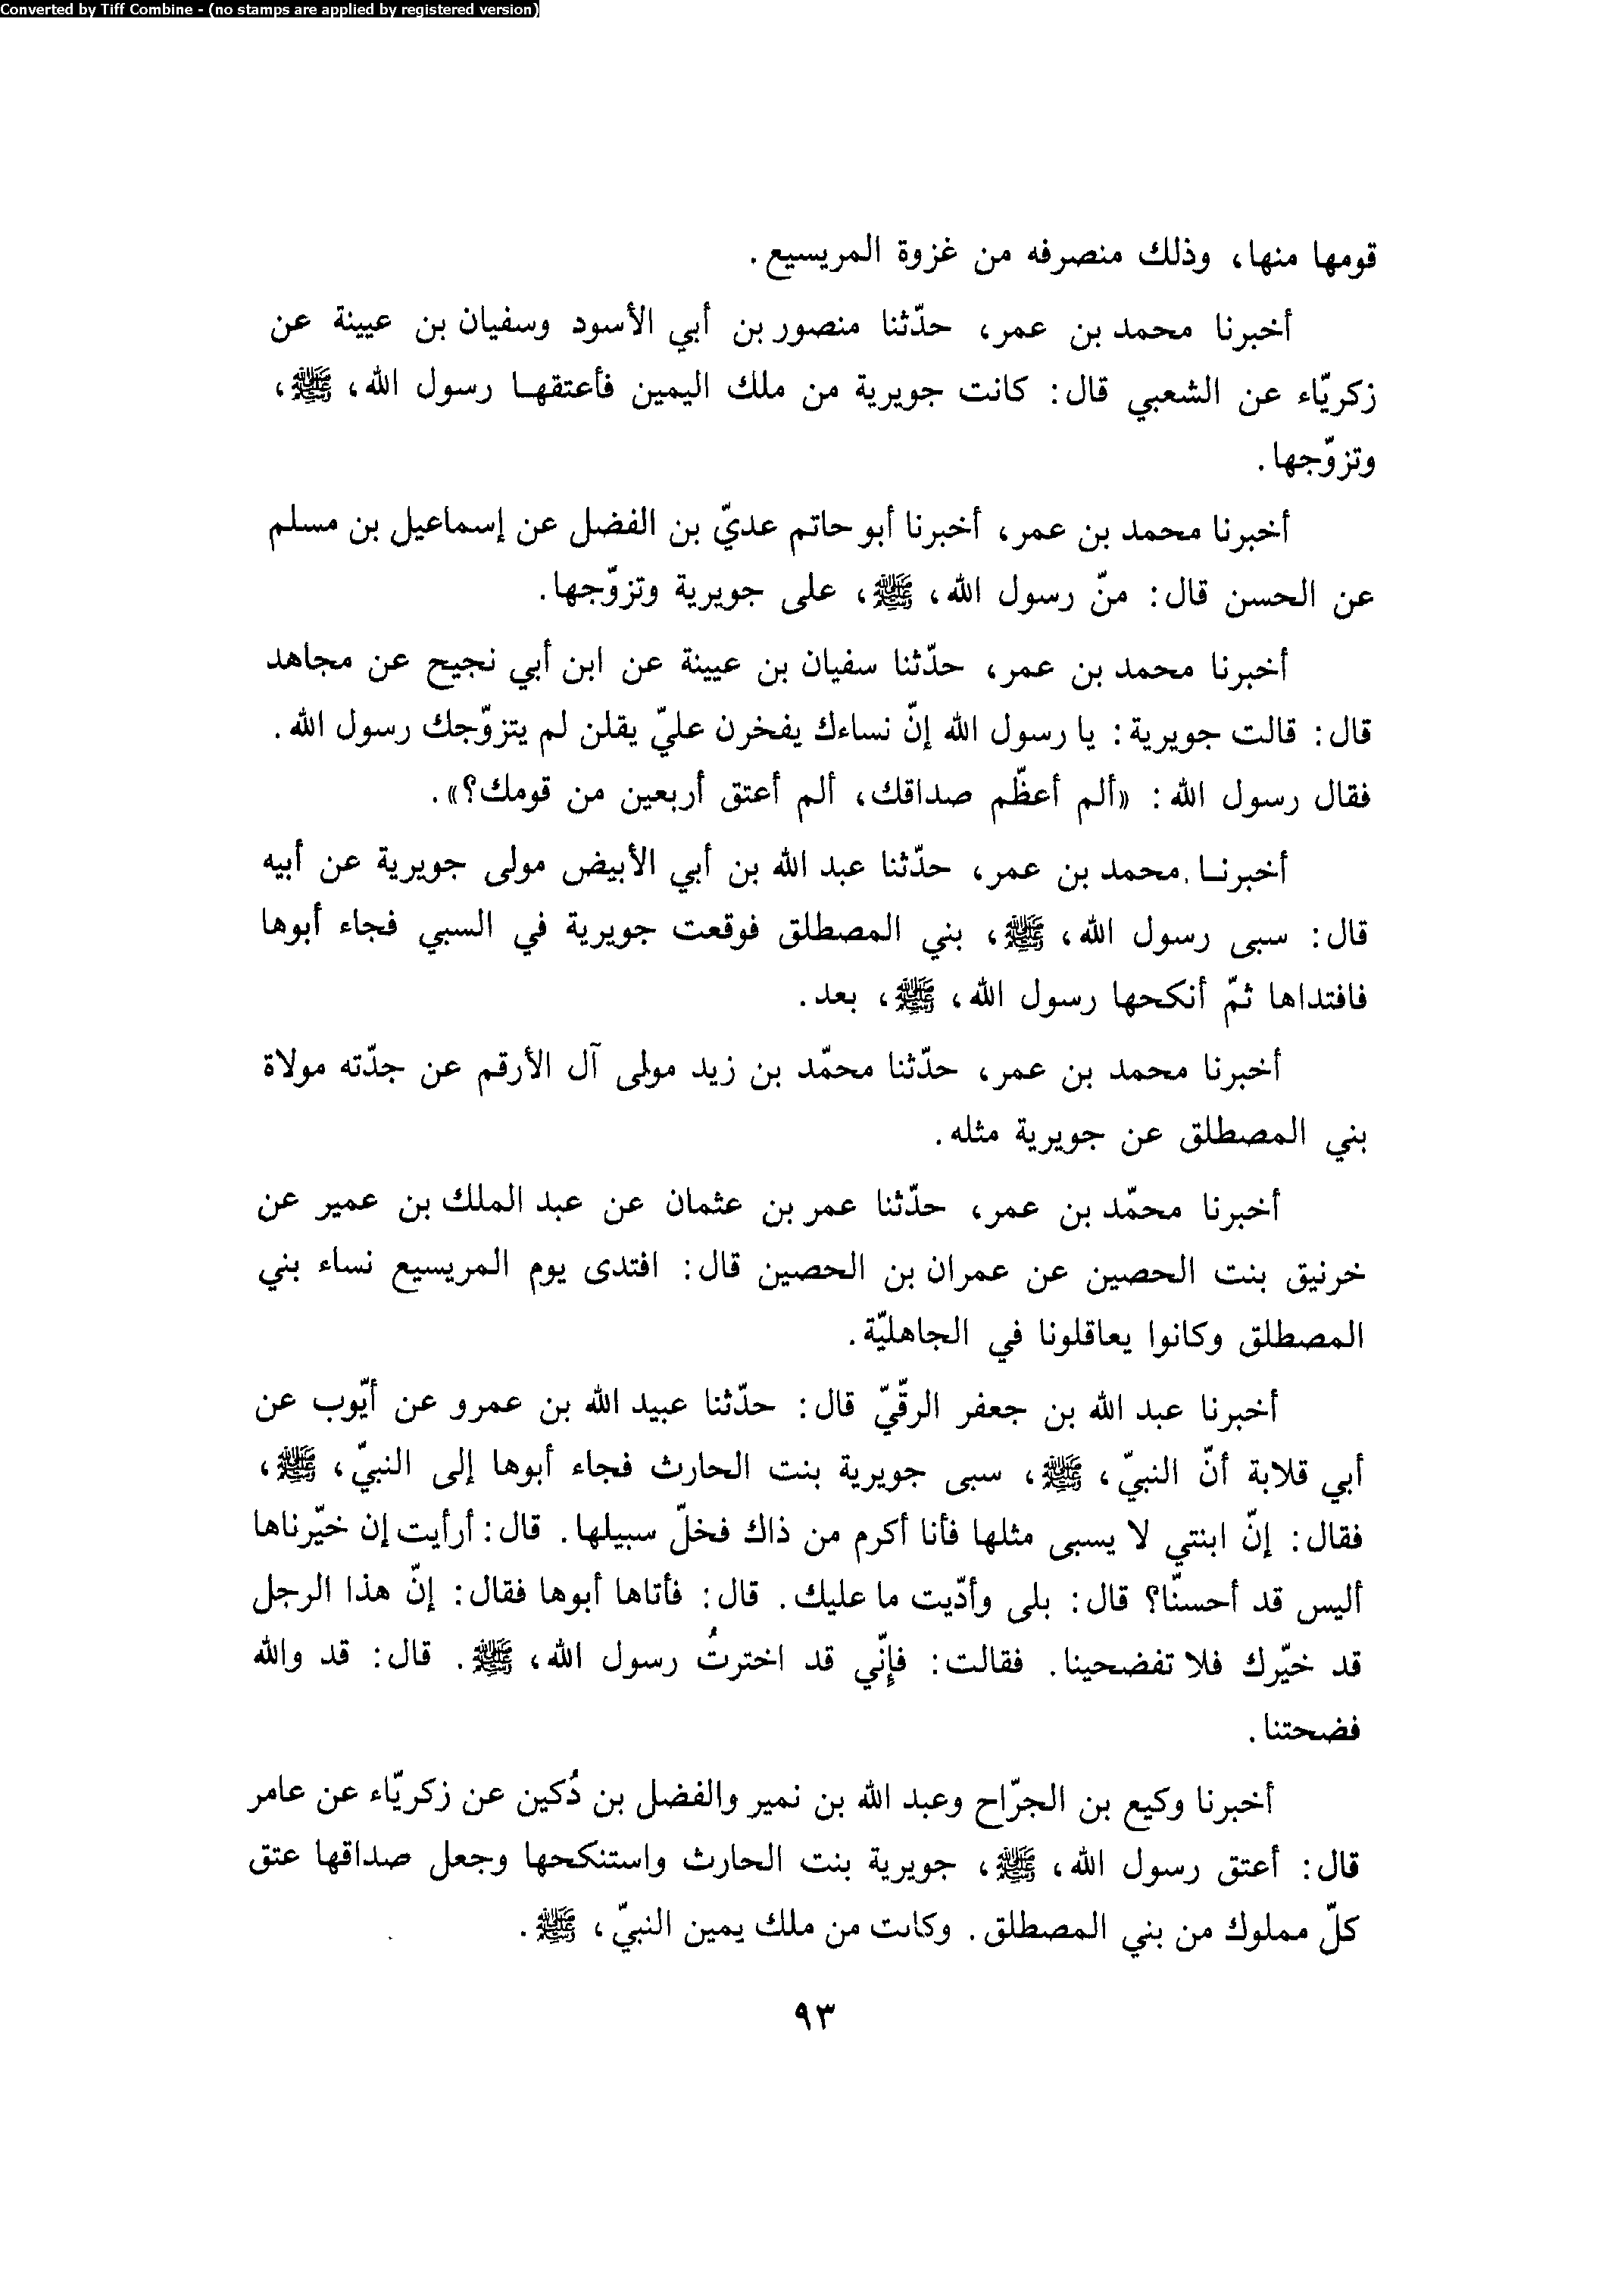 Converted by Tiff Combine - (no stamps are applied by registered version)
قومها منها، وذلك منصرفه من غزوة المريسيع.
أخبرنا محمد بن عمر، حدّثنا منصور بن أبي الأسود وسفيان بن عيينة عن
زكريّاء عن الشعبي قال: كانت جويرية من ملك اليمين فأعتقهـا رسول الله، ﷺ،
وتزوّجها.
أخبرنا محمد بن عمر، أخبرنا أبو حاتم عديّ بن الفضل عن إسماعيل بن مسلم
عن الحسن قال: منّ رسول الله، ﷺ، على جويرية وتزوّجها.
أخبرنا محمد بن عمر، حدّثنا سفيان بن عيينة عن ابن أبي نجيح عن مجاهد
قال: قالت جويرية: يا رسول الله إنّ نساءك يفخرن عليّ يقلن لم يتزوّجك رسول الله.
فقال رسول الله: «ألم أعظّم صداقك، ألم أعتق أربعين من قومك؟».
أخبرنـا محمد بن عمر، حدّثنا عبد الله بن أبي الأبيض مولى جويرية عن أبيه
قال: سبى رسول الله، ﷺ، بني المصطلق فوقعت جويرية في السبي فجاء أبوها
فافتداها ثمّ أنكحها رسول الله، ﷺ، بعد.
أخبرنا محمد بن عمر، حدّثنا محمّد بن زيد مولى آل الأرقم عن جدّته مولاة
بني المصطلق عن جويرية مثله.
أخبرنا محمّد بن عمر، حدّثنا عمر بن عثمان عن عبد الملك بن عمير عن
خرنيق بنت الحصين عن عمران بن الحصين قال: افتدى يوم المريسيع نساء بني
المصطلق وكانوا يعاقلونا في الجاهليّة.
أخبرنا عبد الله بن جعفر الرقّيّ قال: حدّثنا عبيد الله بن عمرو عن أيّوب عن
أبي قلابة أنّ النبيّ، ﷺ، سبى جويرية بنت الحارث فجاء أبوها إلى النبيّ، ﷺ،
فقال: إنّ ابنتي لا يسبى مثلها فأنا أكرم من ذاك فخلّ سبيلها. قال: أرأيت إن خيّرناها
أليس قد أحسنّا؟ قال: بلى وأدّيت ما عليك. قال: فأتاها أبوها فقال: إنّ هذا الرجل
قد خيّرك فلا تفضحينا. فقالت: فإنّي قد اخترتُ رسول الله، ﷺ. قال: قد والله
فضحتنا.
أخبرنا وكيع بن الجرّاح وعبد الله بن نمير والفضل بن دُكين عن زكريّاء عن عامر
قال: أعتق رسول الله، ﷺ، جويرية بنت الحارث واستنكحها وجعل صداقها عتق
كلّ مملوك من بني المصطلق. وكانت من ملك يمين النبيّ، ﷺ.
٩٣